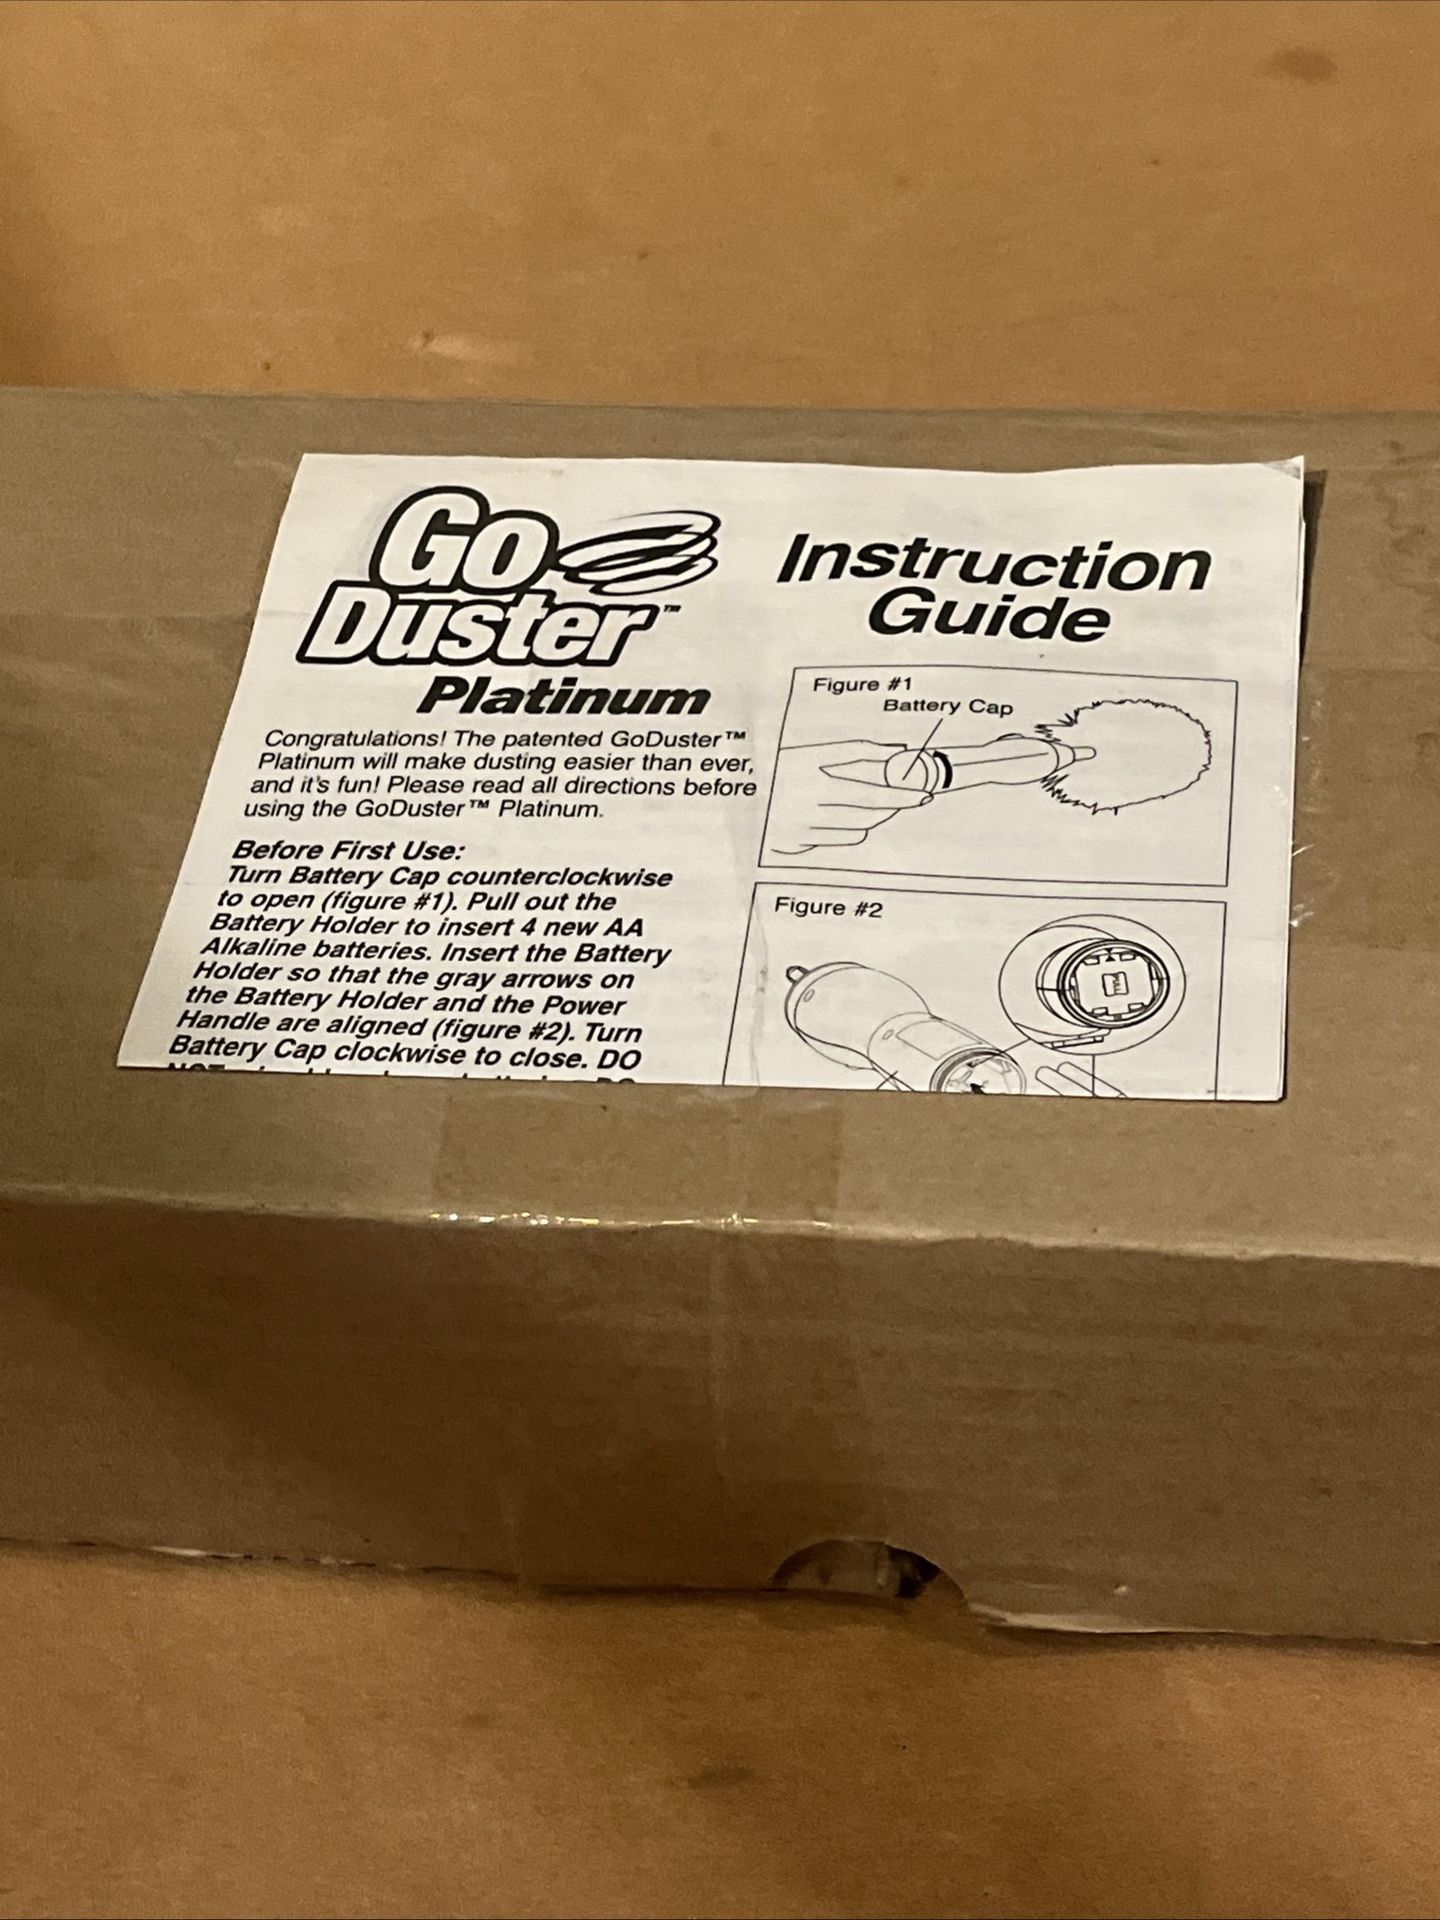 Go
Duster™
Platinum
Congratulations! The patented GoDuster™
Platinum will make dusting easier than ever,
and it's fun! Please read all directions before
using the GoDuster™ Platinum.
Before First Use:
Turn Battery Cap counterclockwise
to open (figure #1). Pull out the
Battery Holder to insert 4 new AA
Alkaline batteries. Insert the Battery
Holder so that the gray arrows on
the Battery Holder and the Power
Handle are aligned (figure #2). Turn
Battery Cap clockwise to close. DO
Instruction
Guide
Figure #1
Battery Cap
Figure #2